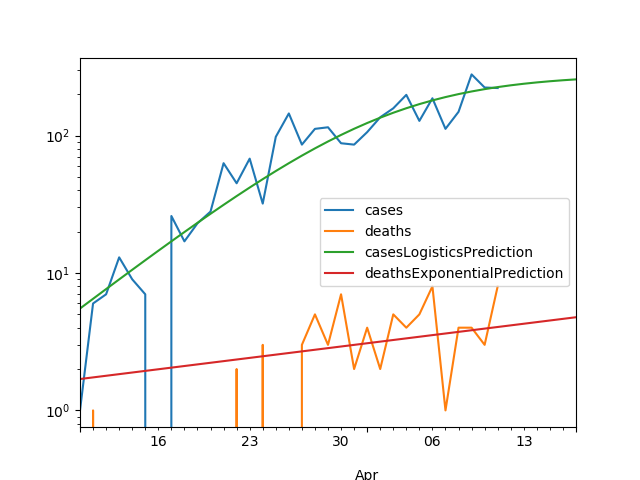 10²
10¹
10⁰
cases
deaths
casesLogisticsPrediction
deathsExponentialPrediction
16 23 30 06 13
Apr